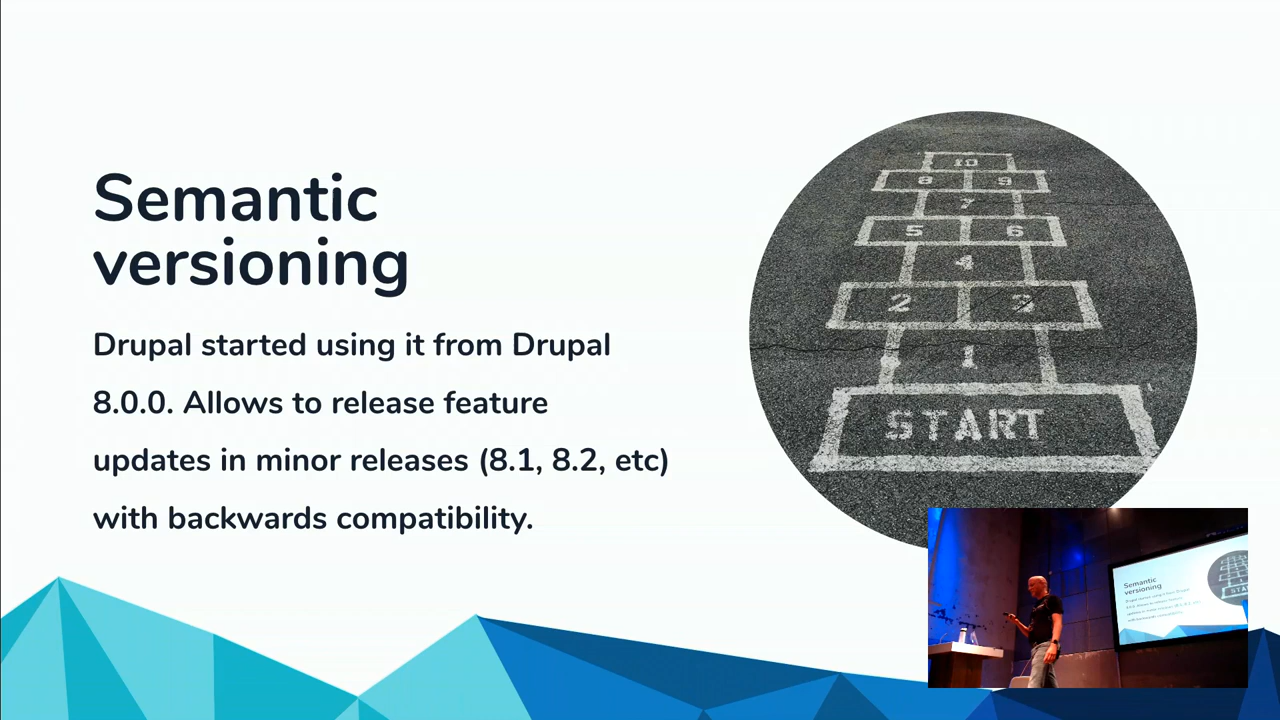 Semantic
versioning
Drupal started using it from Drupal
8.0.0. Allows to release feature
updates in minor releases (8.1, 8.2, etc)
with backwards compatibility.
10
8 9
7
5 6
4
2 3
1
START
Semantic
versioning